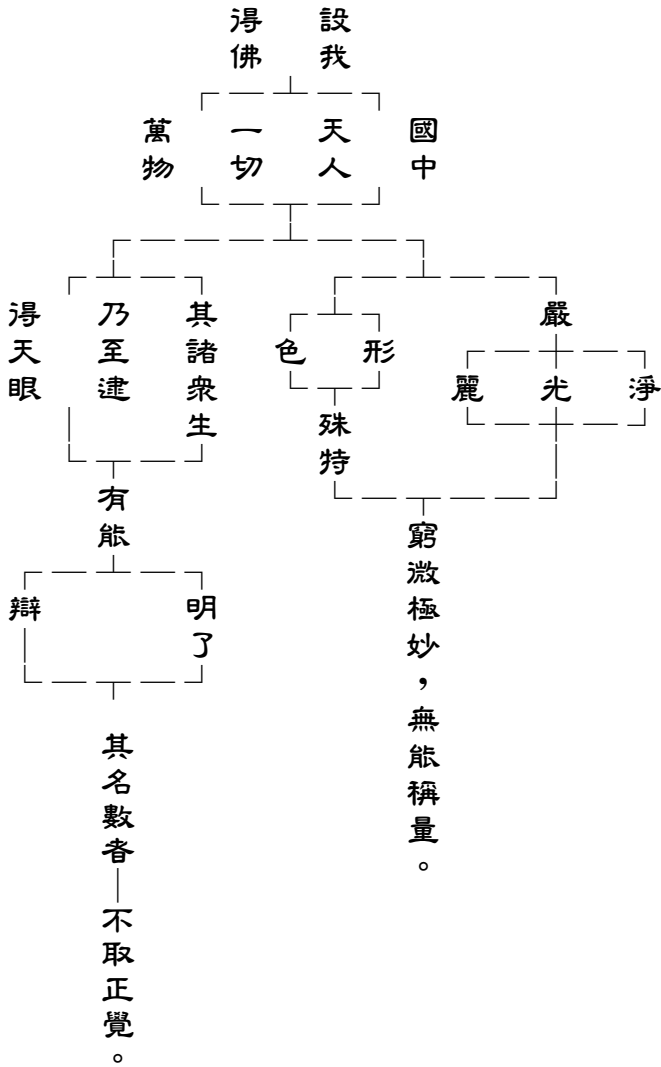 設我
得佛
國中
天人
一切
萬物
嚴
淨
光
麗
形
色
殊特
窮微極妙，無能稱量。
其諸衆生
乃至逮
得天眼
有能
明了
辯
其名數者—不取正覺。